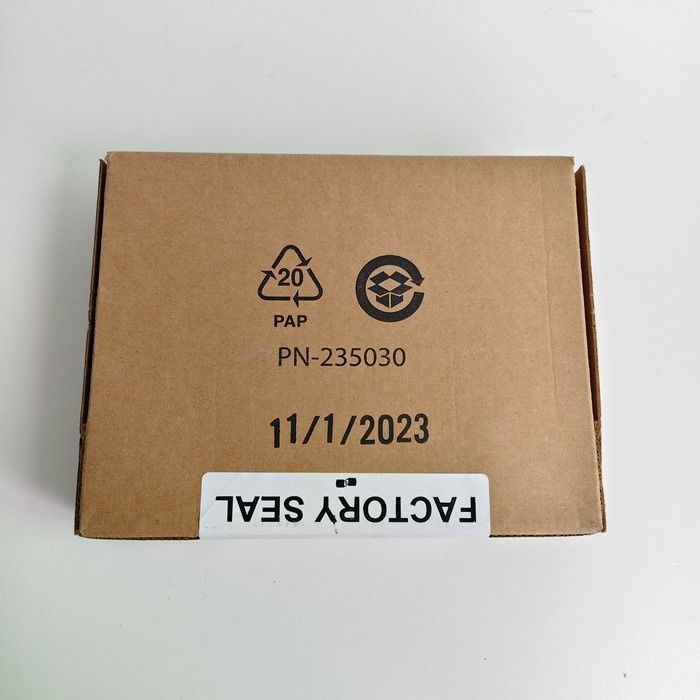 20
PAP
PN-235030
11/1/2023
FACTORY SEAL